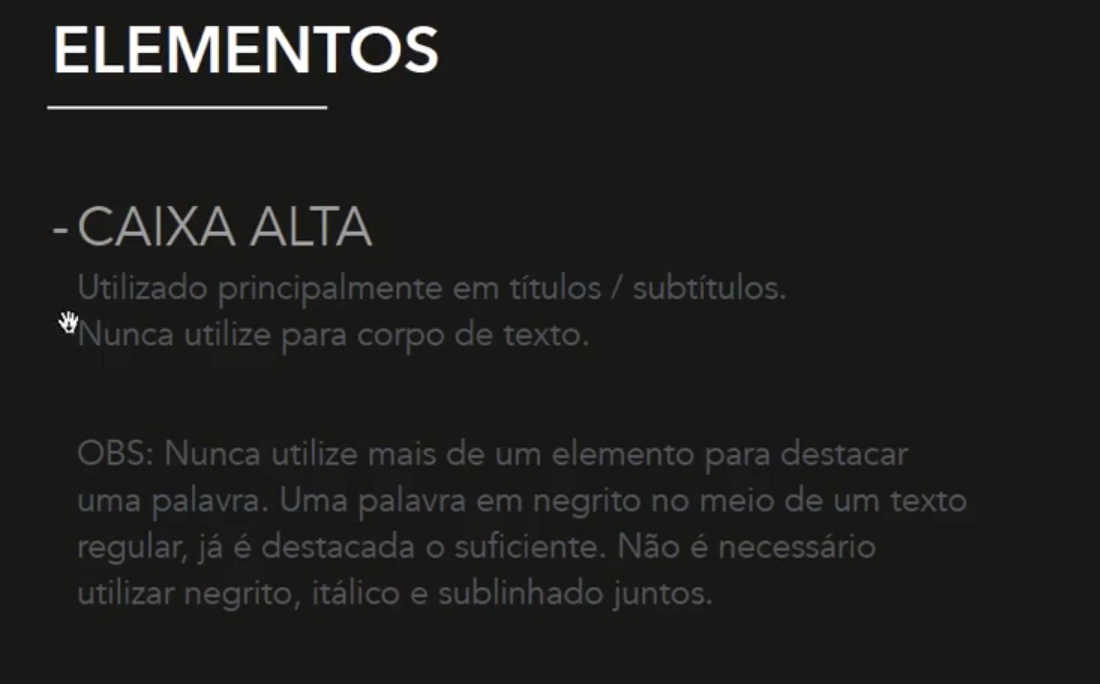 ELEMENTOS
- CAIXA ALTA
Utilizado principalmente em títulos / subtítulos.
Nunca utilize para corpo de texto.
OBS: Nunca utilize mais de um elemento para destacar
uma palavra. Uma palavra em negrito no meio de um texto
regular, já é destacada o suficiente. Não é necessário
utilizar negrito, itálico e sublinhado juntos.